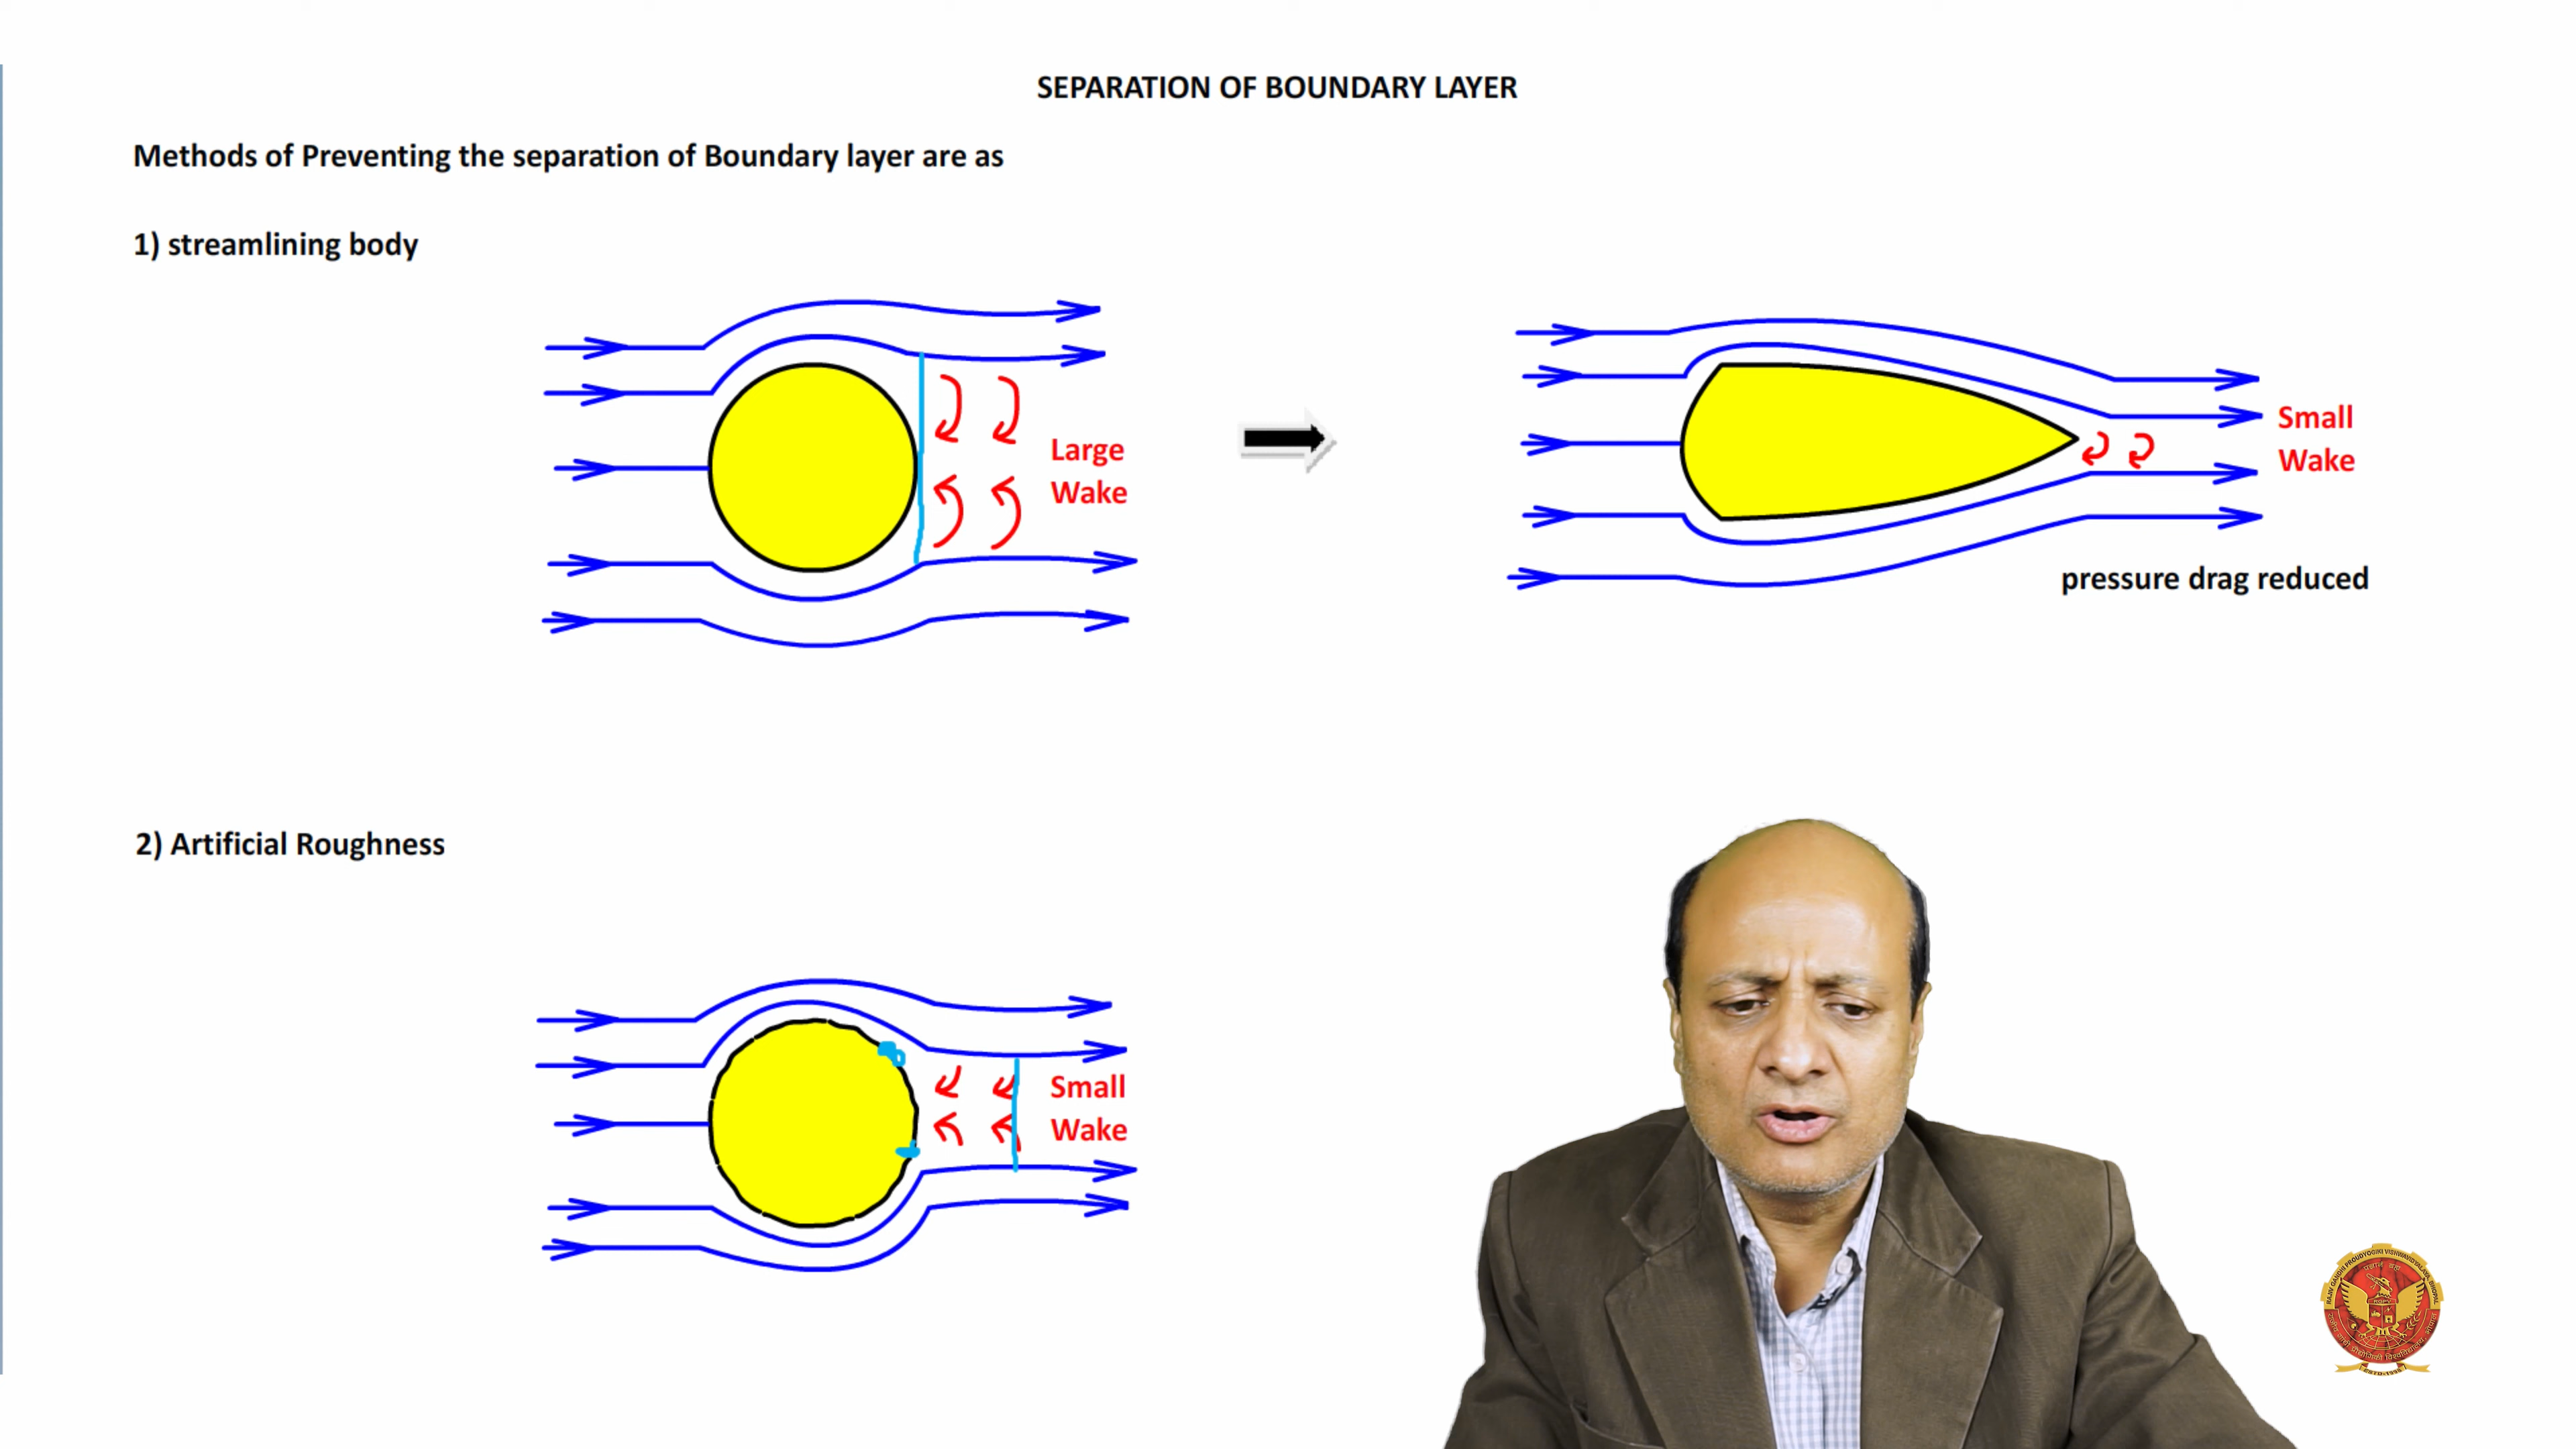 SEPARATION OF BOUNDARY LAYER
Methods of Preventing the separation of Boundary layer are as
1) streamlining body
Large
Wake
Small
Wake
pressure drag reduced
2) Artificial Roughness
Small
Wake